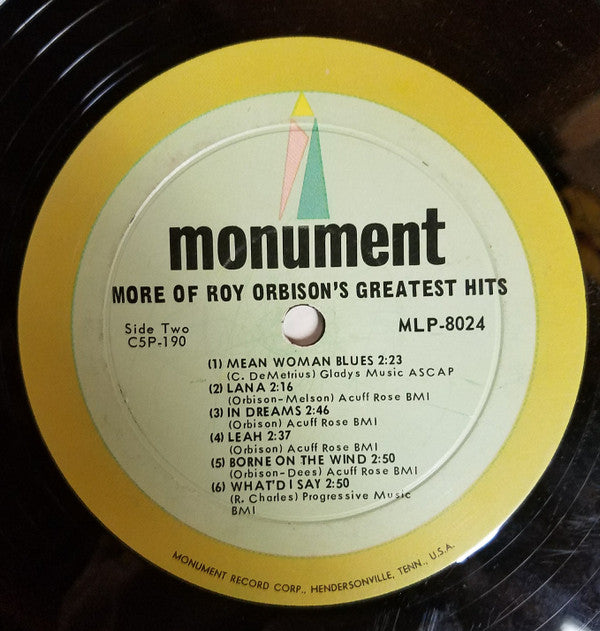 monument
MORE OF ROY ORBISON'S GREATEST HITS
Side Two
C5P-190
MLP-8024
(1) MEAN WOMAN BLUES 2:23
(C. DeMetrius) Gladys Music ASCAP
(2) LANA 2:16
(Orbison-Melson) Acuff Rose BMI
(3) IN DREAMS 2:46
(Orbison) Acuff Rose BMI
(4) LEAH 2:37
(Orbison) Acuff Rose BMI
(5) BORNE ON THE WIND 2:50
(Orbison-Dees) Acuff Rose BMI
(6) WHAT'D I SAY 2:50
(R. Charles) Progressive Music
BMI
MONUMENT RECORD CORP., HENDERSONVILLE, TENN., U.S.A.